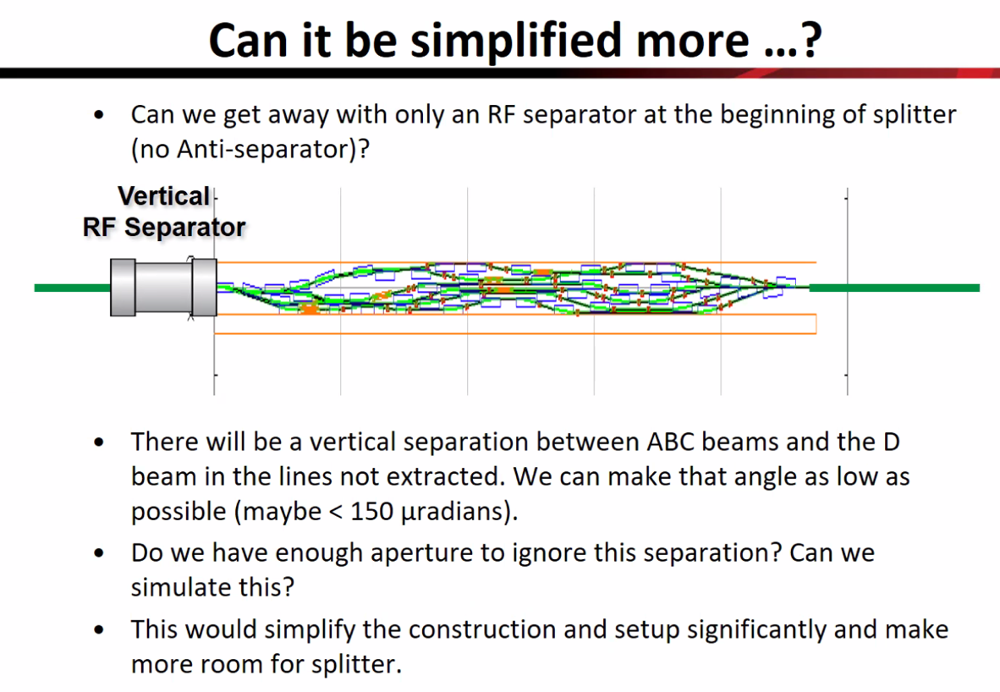 Can it be simplified more …?
• Can we get away with only an RF separator at the beginning of splitter
(no Anti-separator)?
Vertical
RF Separator
• There will be a vertical separation between ABC beams and the D
beam in the lines not extracted. We can make that angle as low as
possible (maybe < 150 µradians).
• Do we have enough aperture to ignore this separation? Can we
simulate this?
• This would simplify the construction and setup significantly and make
more room for splitter.